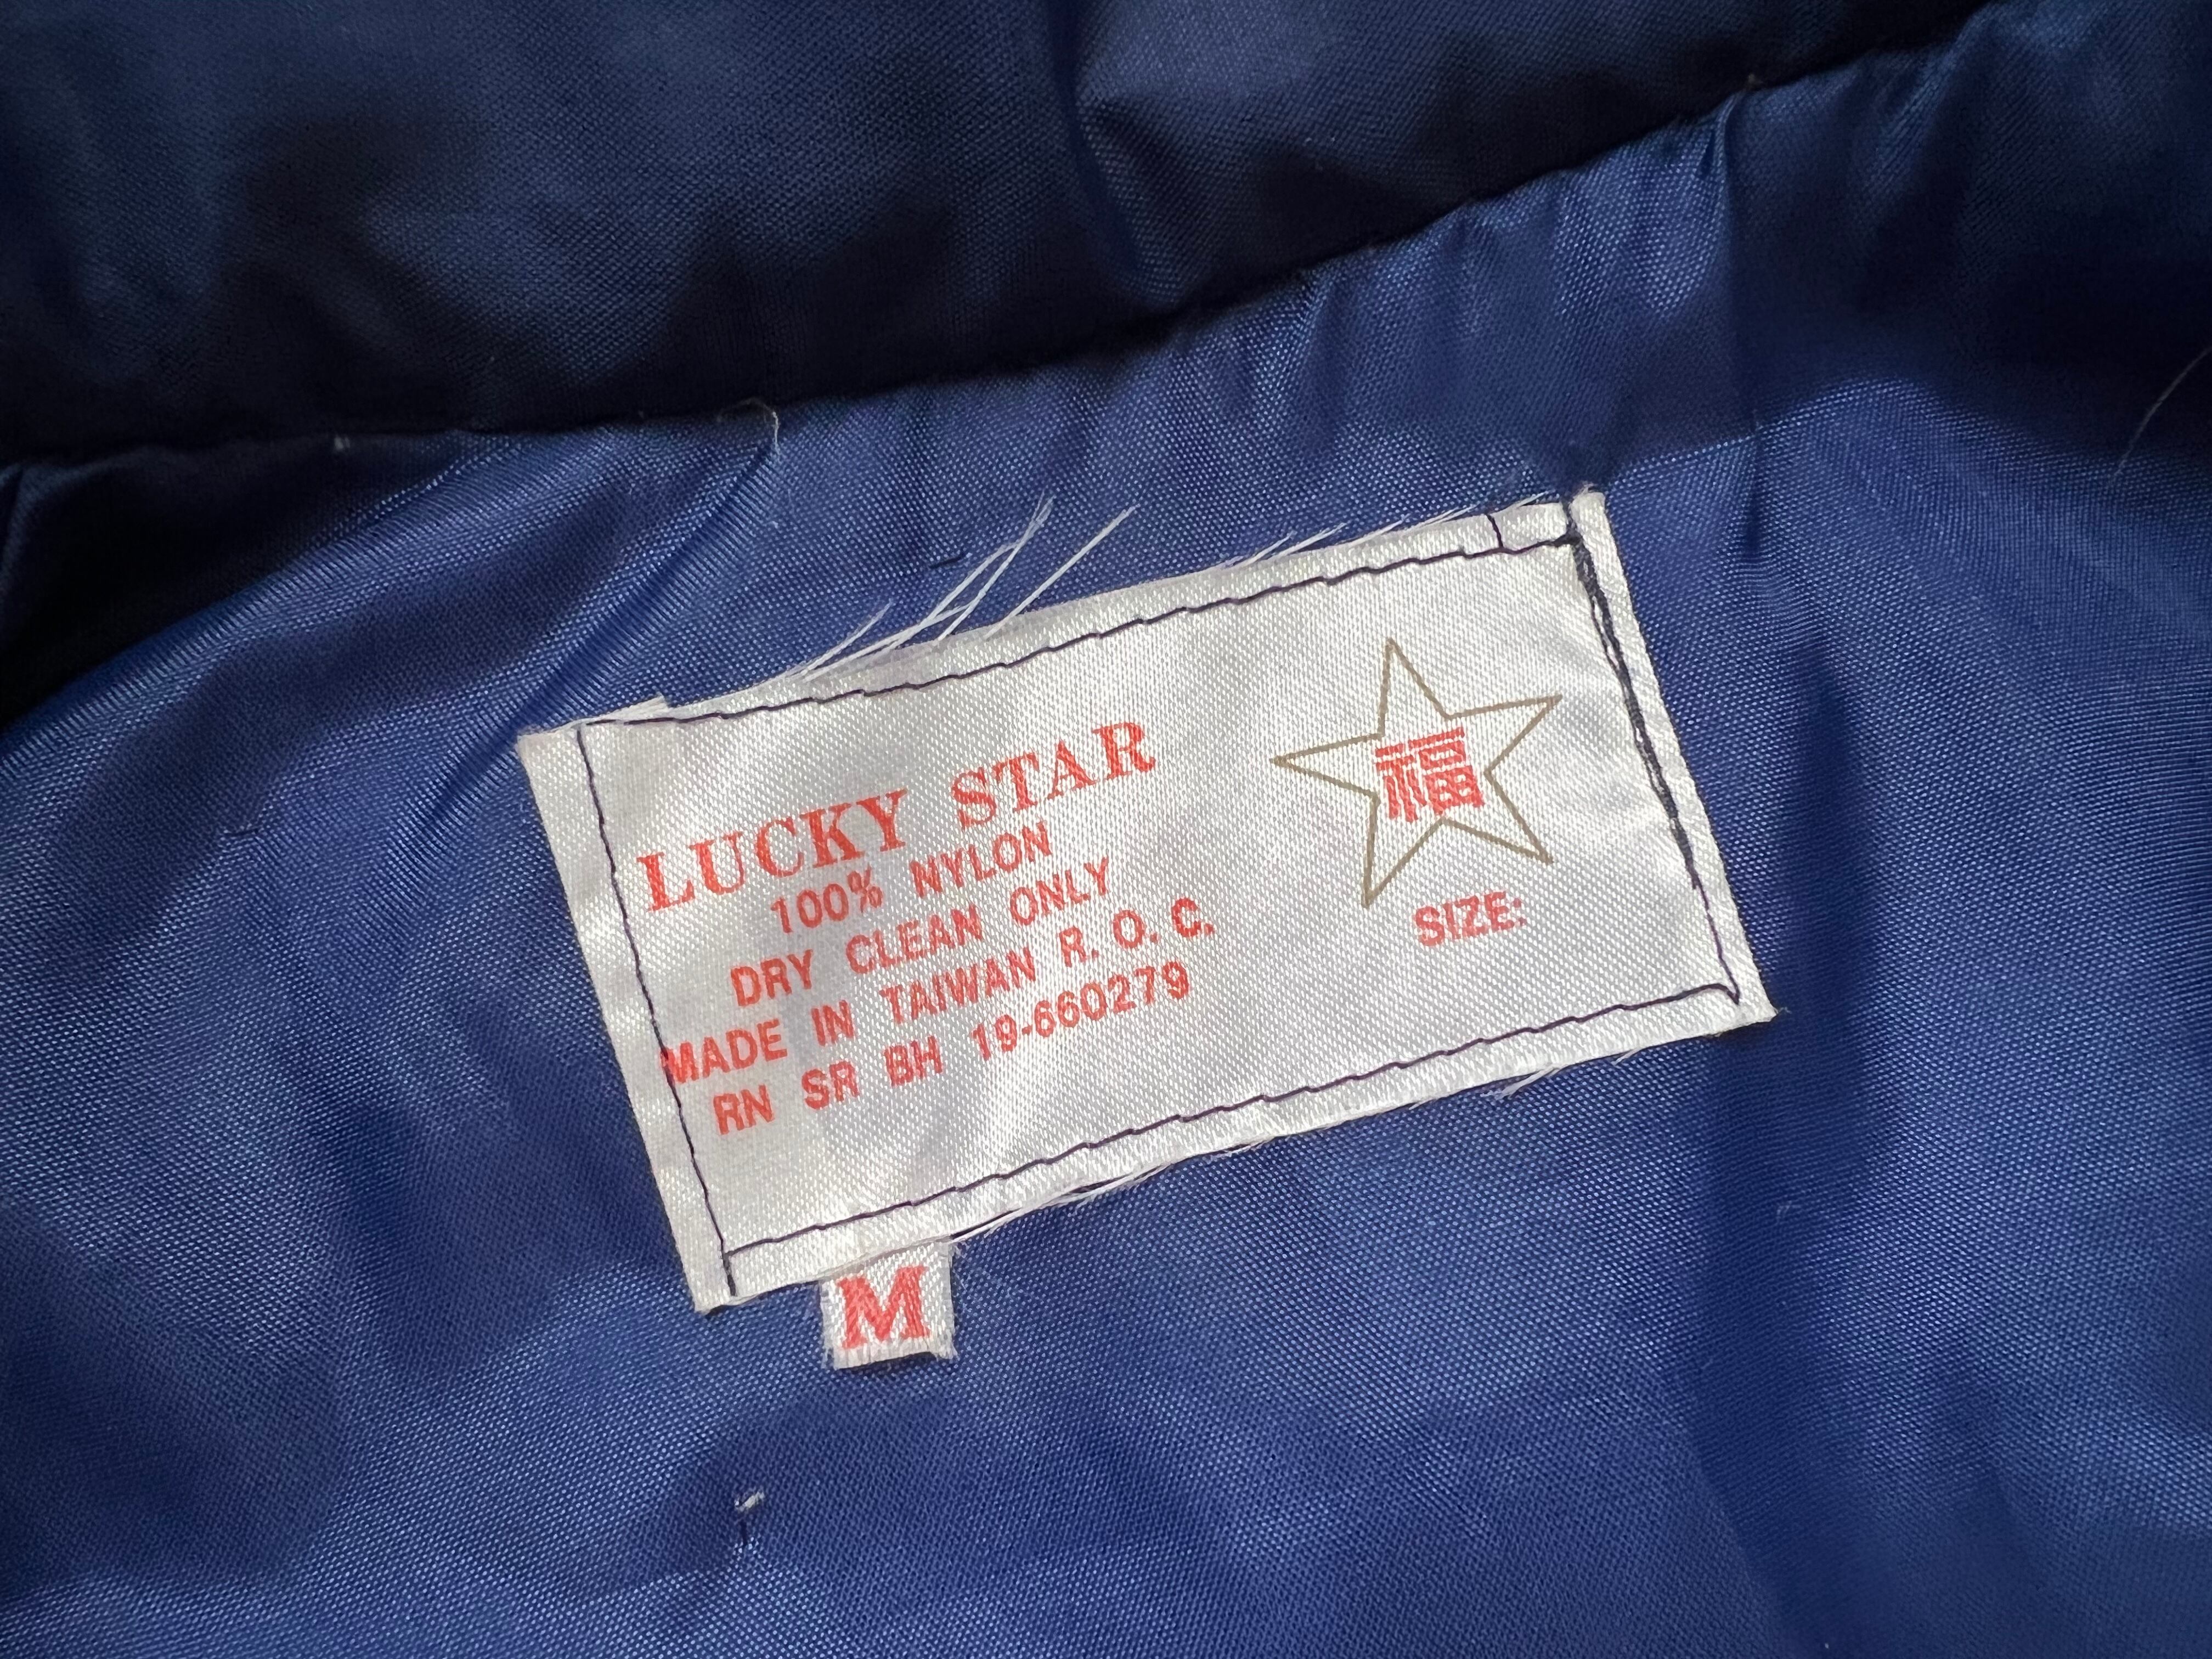 LUCKY STAR
100% NYLON
DRY CLEAN ONLY
MADE IN TAIWAN R. O. C.
RN SR BH 19-660279
福
SIZE:
M